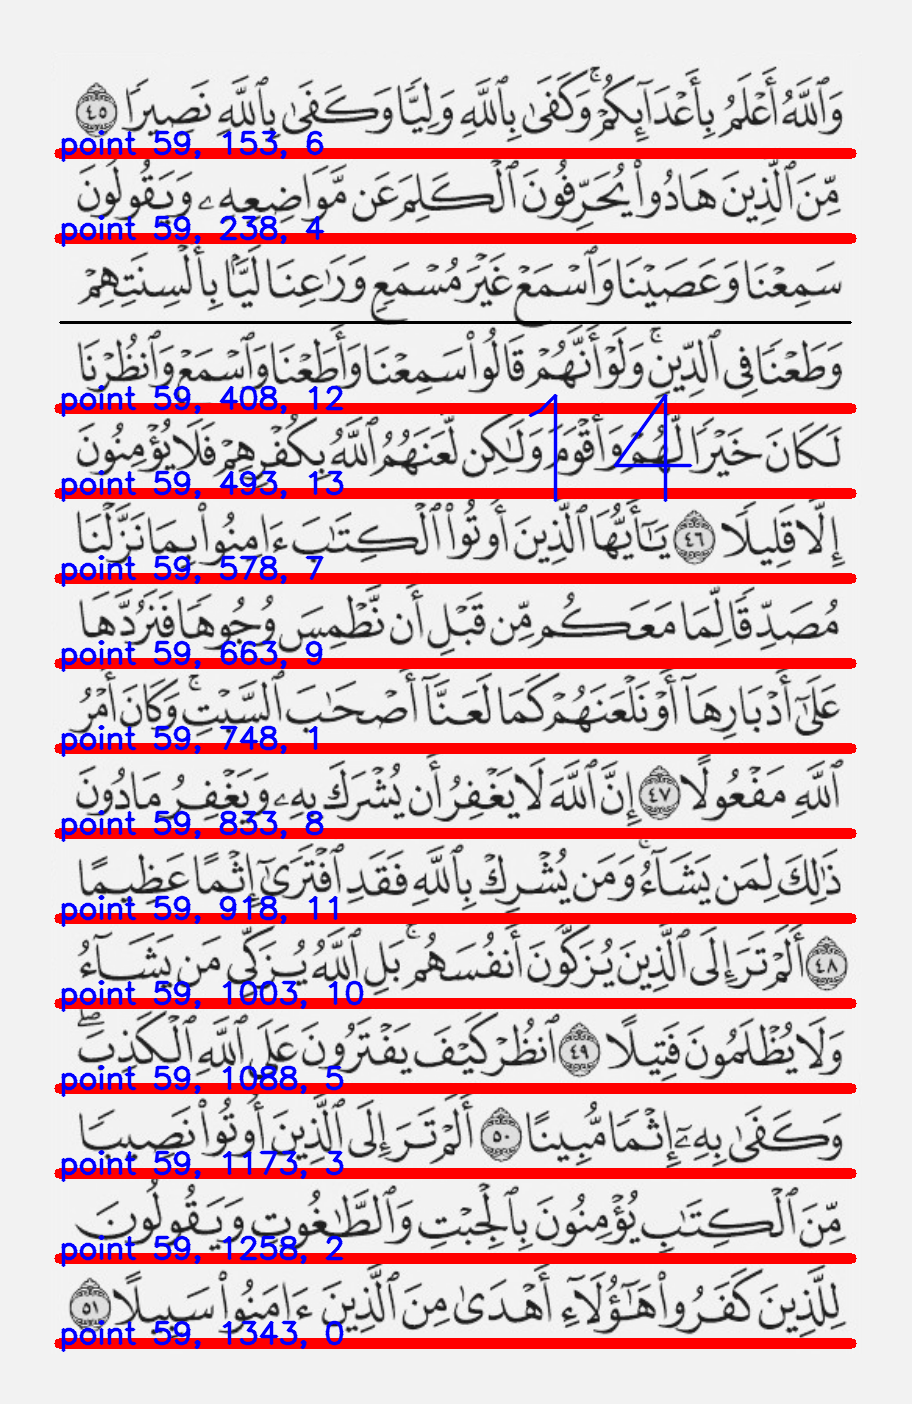 وَٱللَّهُ أَعْلَمُ بِأَعْدَآئِكُمْ ۚ وَكَفَىٰ بِٱللَّهِ وَلِيًّا وَكَفَىٰ بِٱللَّهِ نَصِيرًا ٤٥
point 59, 153, 6
مِّنَ ٱلَّذِينَ هَادُوا۟ يُحَرِّفُونَ ٱلْكَلِمَ عَن مَّوَاضِعِهِۦ وَيَقُولُونَ
point 59, 238, 4
سَمِعْنَا وَعَصَيْنَا وَٱسْمَعْ غَيْرَ مُسْمَعٍ وَرَٰعِنَا لَيًّۢا بِأَلْسِنَتِهِمْ
وَطَعْنًا فِى ٱلدِّينِ ۚ وَلَوْ أَنَّهُمْ قَالُوا۟ سَمِعْنَا وَأَطَعْنَا وَٱسْمَعْ وَٱنظُرْنَا
point 59, 408, 12
14
لَكَانَ خَيْرًا لَّهُمْ وَأَقْوَمَ وَلَٰكِن لَّعَنَهُمُ ٱللَّهُ بِكُفْرِهِمْ فَلَا يُؤْمِنُونَ
point 59, 493, 13
إِلَّا قَلِيلًا ٤٦ يَٰٓأَيُّهَا ٱلَّذِينَ أُوتُوا۟ ٱلْكِتَٰبَ ءَامِنُوا۟ بِمَا نَزَّلْنَا
point 59, 578, 7
مُصَدِّقًا لِّمَا مَعَكُم مِّن قَبْلِ أَن نَّطْمِسَ وُجُوهًا فَنَرُدَّهَا
point 59, 663, 9
عَلَىٰٓ أَدْبَارِهَآ أَوْ نَلْعَنَهُمْ كَمَا لَعَنَّآ أَصْحَٰبَ ٱلسَّبْتِ ۚ وَكَانَ أَمْرُ
point 59, 748, 1
ٱللَّهِ مَفْعُولًا ٤٧ إِنَّ ٱللَّهَ لَا يَغْفِرُ أَن يُشْرَكَ بِهِۦ وَيَغْفِرُ مَا دُونَ
point 59, 833, 8
ذَٰلِكَ لِمَن يَشَآءُ ۚ وَمَن يُشْرِكْ بِٱللَّهِ فَقَدِ ٱفْتَرَىٰٓ إِثْمًا عَظِيمًا
point 59, 918, 11
٤٨ أَلَمْ تَرَ إِلَى ٱلَّذِينَ يُزَكُّونَ أَنفُسَهُم ۚ بَلِ ٱللَّهُ يُزَكِّى مَن يَشَآءُ
point 59, 1003, 10
وَلَا يُظْلَمُونَ فَتِيلًا ٤٩ ٱنظُرْ كَيْفَ يَفْتَرُونَ عَلَى ٱللَّهِ ٱلْكَذِبَ ۖ
point 59, 1088, 5
وَكَفَىٰ بِهِۦٓ إِثْمًا مُّبِينًا ٥٠ أَلَمْ تَرَ إِلَى ٱلَّذِينَ أُوتُوا۟ نَصِيبًا
point 59, 1173, 3
مِّنَ ٱلْكِتَٰبِ يُؤْمِنُونَ بِٱلْجِبْتِ وَٱلطَّٰغُوتِ وَيَقُولُونَ
point 59, 1258, 2
لِلَّذِينَ كَفَرُوا۟ هَٰٓؤُلَآءِ أَهْدَىٰ مِنَ ٱلَّذِينَ ءَامَنُوا۟ سَبِيلًا ٥١
point 59, 1343, 0